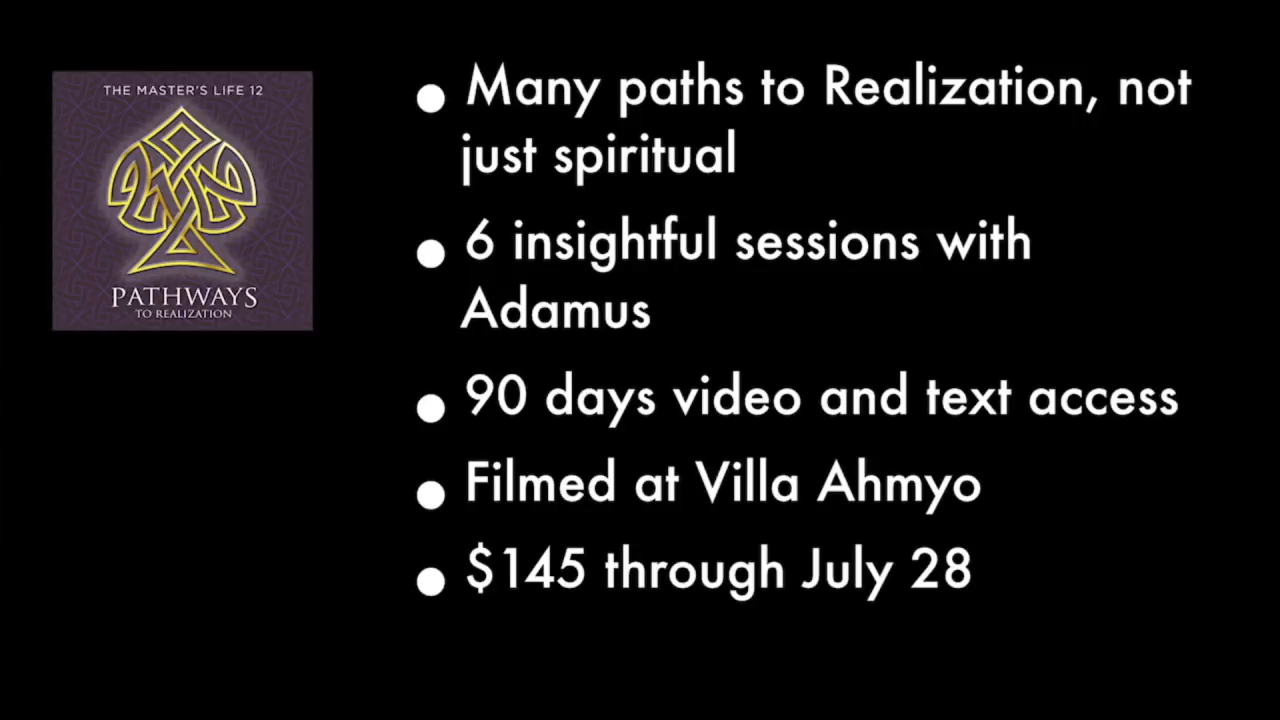 THE MASTER'S LIFE 12
PATHWAYS
TO REALIZATION
• Many paths to Realization, not
just spiritual
• 6 insightful sessions with
Adamus
• 90 days video and text access
• Filmed at Villa Ahmyo
• $145 through July 28